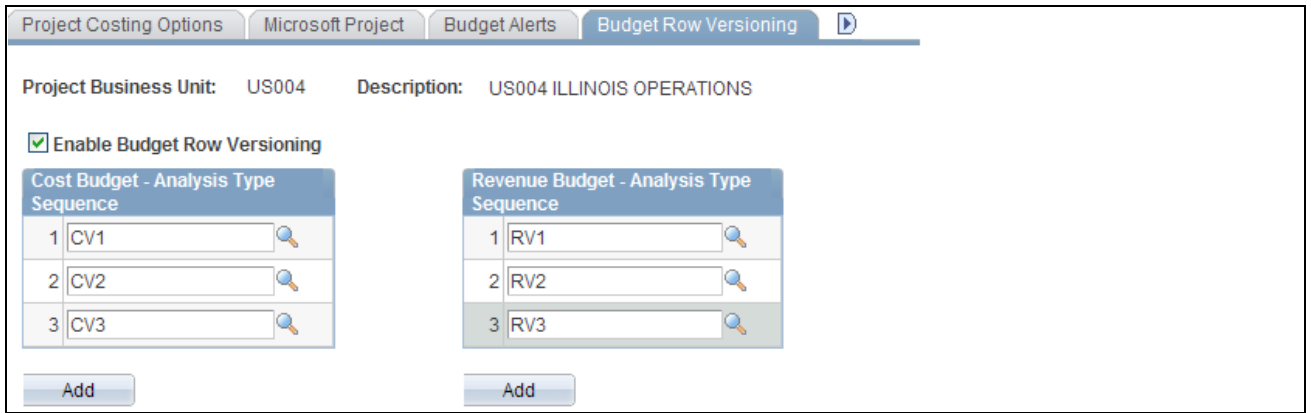 Project Costing Options Microsoft Project Budget Alerts Budget Row Versioning
Project Business Unit: US004 Description: US004 ILLINOIS OPERATIONS
Enable Budget Row Versioning
Cost Budget - Analysis Type Sequence
1 CV1
2 CV2
3 CV3
Add
Revenue Budget - Analysis Type Sequence
1 RV1
2 RV2
3 RV3
Add